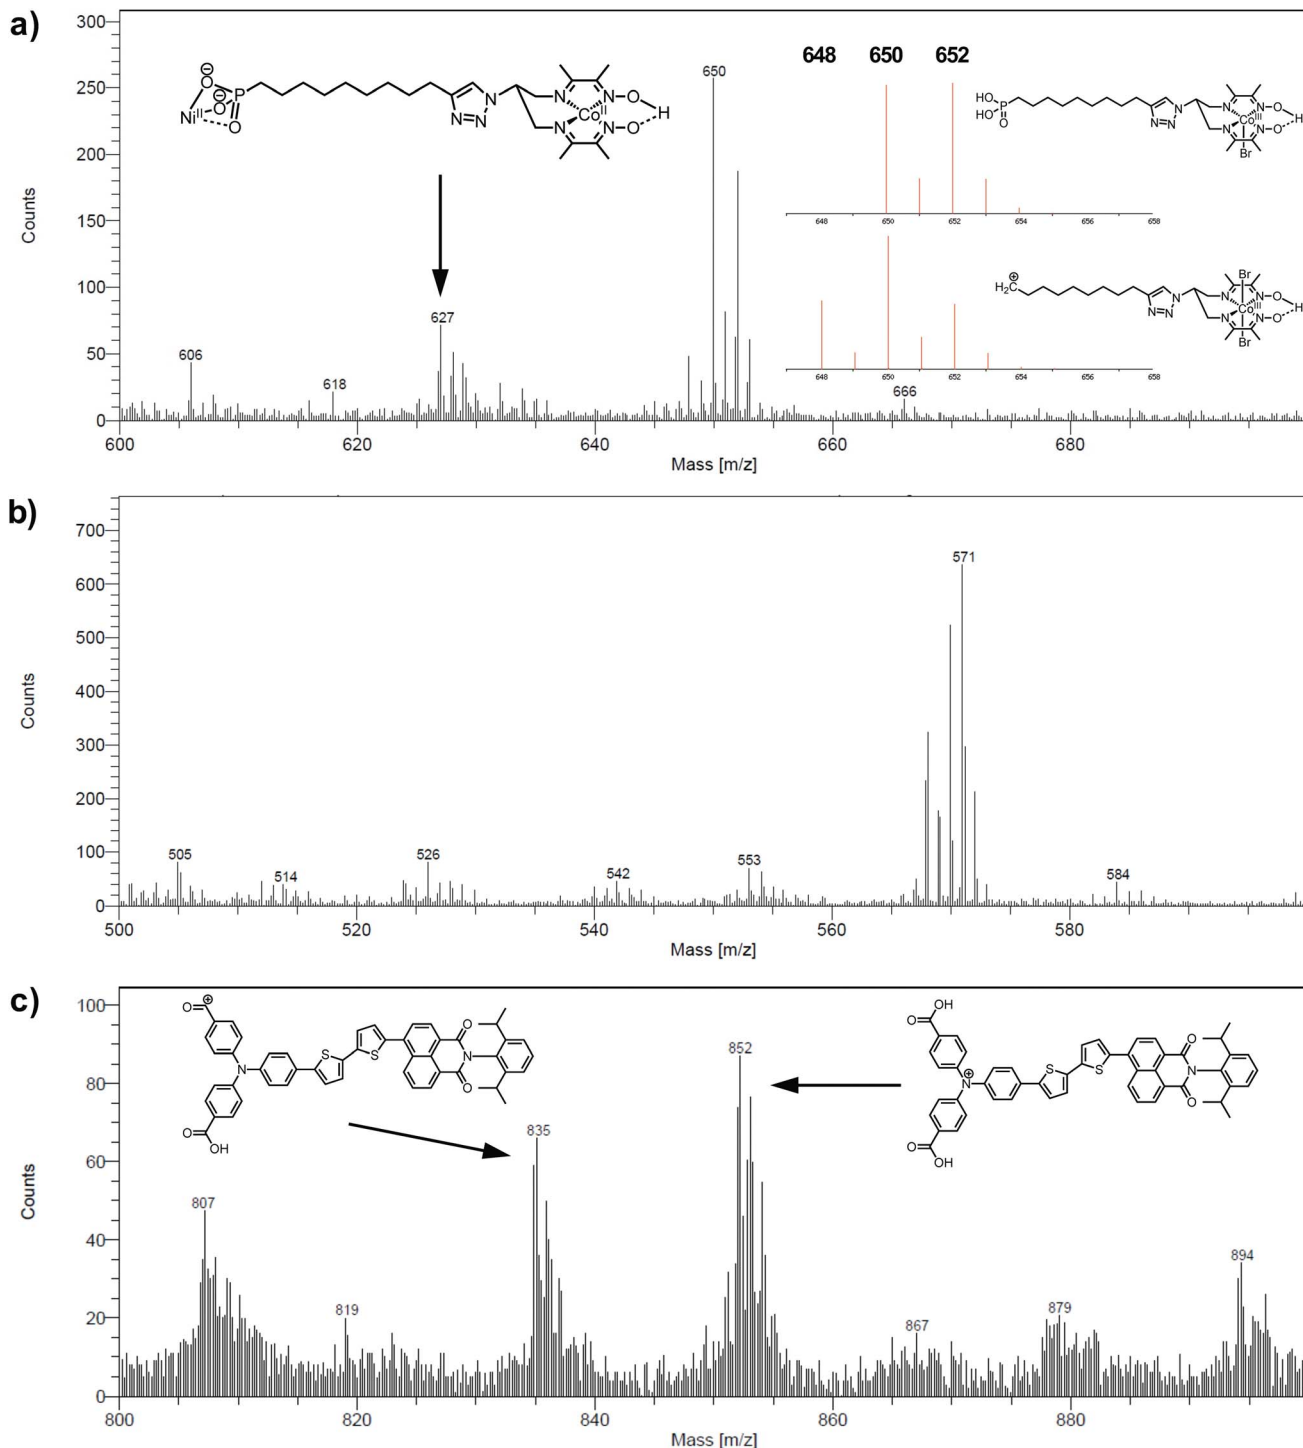 a)
300
250
200
150
100
50
0
Counts
600
620
640
660
680
Mass [m/z]
606
618
627
650
666
648 650 652
648 650 652 654 656 658
648 650 652 654 656 658
Ni II
O
⊖
O
⊖
P
O
N
N=N
N
N
N
N
Co II
O
O
H
HO
HO
P
O
N
N=N
N
N
N
N
Co III
Br
O
O
H
H2C
⊕
N
N=N
N
N
N
N
Br
Co III
Br
O
O
H
b)
700
600
500
400
300
200
100
0
Counts
500
520
540
560
580
Mass [m/z]
505
514
526
542
553
571
584
c)
100
80
60
40
20
0
Counts
800
820
840
860
880
Mass [m/z]
807
819
835
852
867
879
894
O
⊕
N
O
OH
S
S
O
N
O
OH
O
N
⊕
O
OH
S
S
O
N
O